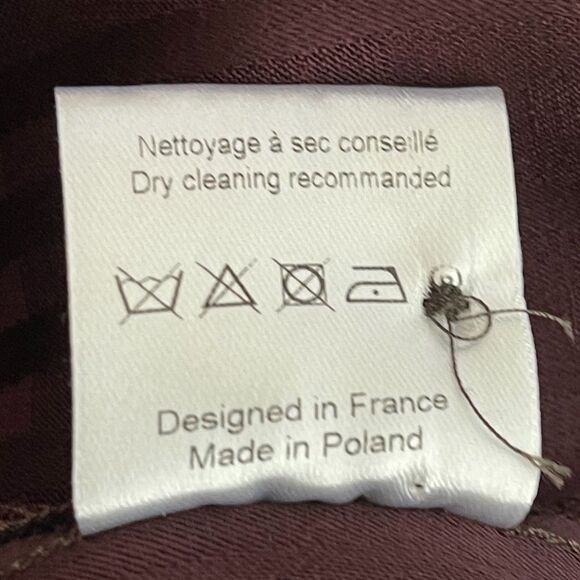 Nettoyage à sec conseillé
Dry cleaning recommanded
Designed in France
Made in Poland